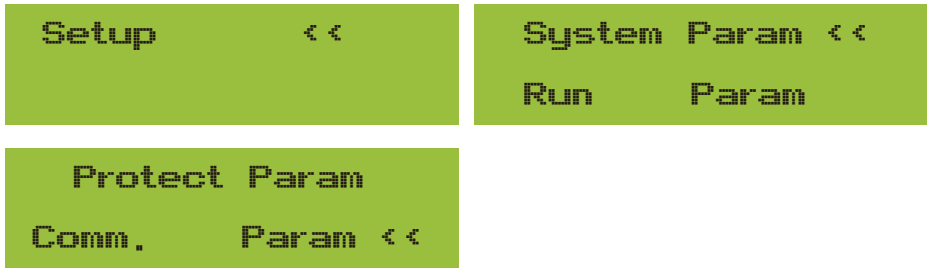 Setup <<
System Param <<
Run Param
Protect Param
Comm. Param <<